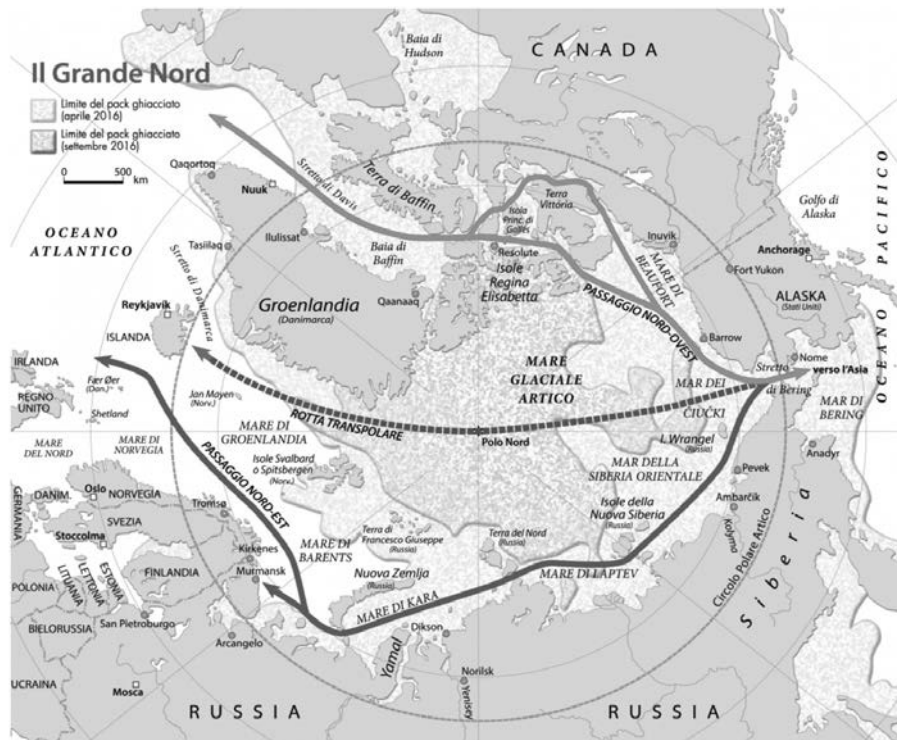 Il Grande Nord
Limite del pack ghiacciato
(aprile 2016)
Limite del pack ghiacciato
(settembre 2016)
0 500
km
Baia di
Hudson
CANADA
Qaqortoq
Nuuk
Stretto di Davis
Terra di Baffin
Isola
Princ. di
Galles
Terra
Vittoria
Golfo di
Alaska
OCEANO PACIFICO
OCEANO
ATLANTICO
Tasiilaq
Ilulissat
Baia di
Baffin
Resolute
Isole
Regina
Elisabetta
Inuvik
MARE DI
BEAUFORT
Anchorage
Fort Yukon
Stretto di Danimarca
Qaanaaq
Groenlandia
(Danimarca)
PASSAGGIO NORD-OVEST
ALASKA
(Stati Uniti)
Reykjavik
ISLANDA
Barrow
Nome
MARE
GLACIALE
ARTICO
Stretto
di Bering
verso l'Asia
IRLANDA
REGNO
UNITO
Fær Øer
(Dan.)
Shetland
Jan Mayen
(Norv.)
ROTTA TRANSPOLARE
Polo Nord
MAR DEI
ČIUČKI
MAR DI
BERING
MARE
DEL NORD
MARE DI
NORVEGIA
MARE DI
GROENLANDIA
PASSAGGIO NORD-EST
Isole Svalbard
o Spitsbergen
(Norv.)
I. Wrangel
(Russia)
MAR DELLA
SIBERIA ORIENTALE
Anadyr
Pevek
Ambarčik
Kolyma
DANIM.
Oslo
NORVEGIA
GERMANIA
SVEZIA
Stoccolma
Tromsø
Kirkenes
Murmansk
MARE DI
BARENTS
Terra di
Francesco Giuseppe
(Russia)
Terra del Nord
(Russia)
Isole della
Nuova Siberia
(Russia)
Circolo Polare Artico
Siberia
FINLANDIA
ESTONIA
LETTONIA
LITUANIA
POLONIA
Nuova Zemlja
(Russia)
MARE DI KARA
MARE DI LAPTEV
BIELORUSSIA
San Pietroburgo
Arcangelo
Yamal
Dikson
Norilsk
Yenisey
UCRAINA
Mosca
RUSSIA
RUSSIA